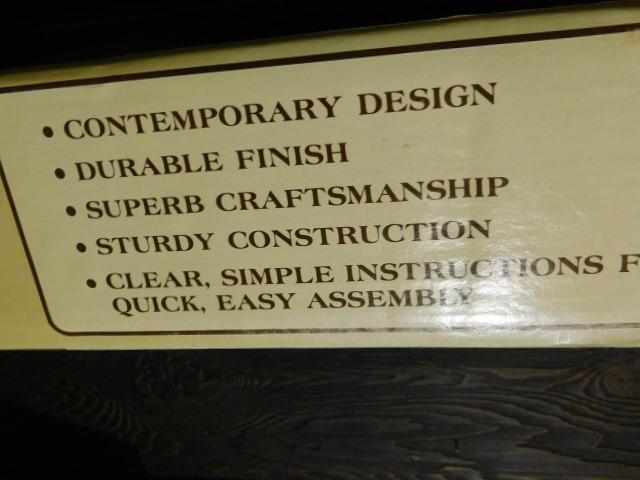 • CONTEMPORARY DESIGN
• DURABLE FINISH
• SUPERB CRAFTSMANSHIP
• STURDY CONSTRUCTION
• CLEAR, SIMPLE INSTRUCTIONS
QUICK, EASY ASSEMBLY